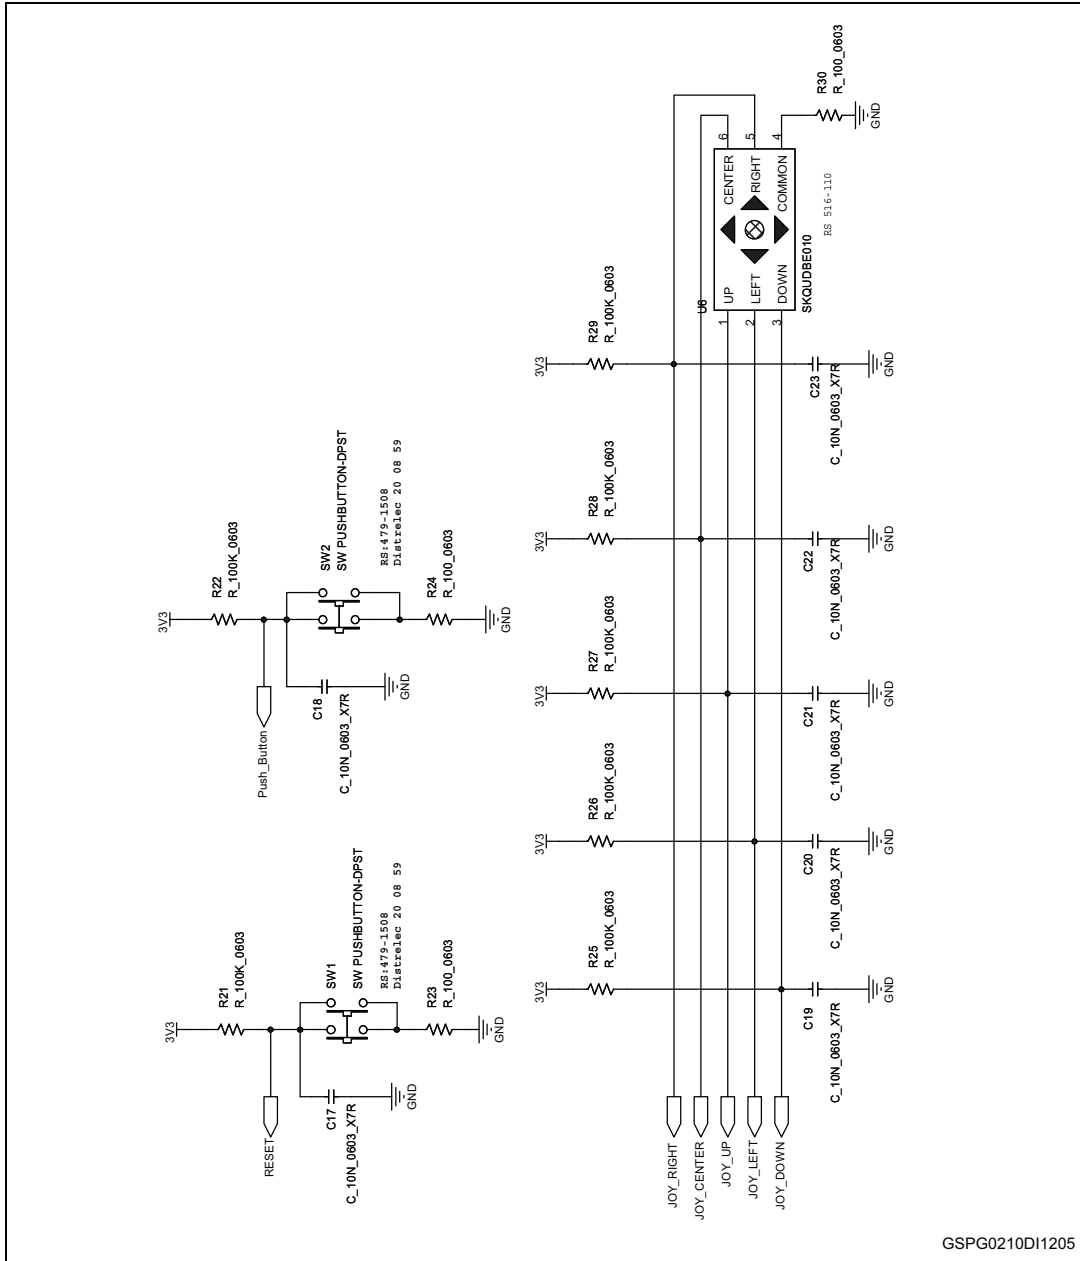 R30
R_100_0603
GND
6
5
4
CENTER
RIGHT
COMMON
UP
LEFT
DOWN
U6
SKQUDBE010
RS 516-110
1
2
3
3V3
R29
R_100K_0603
C23
C_10N_0603_X7R
GND
3V3
R28
R_100K_0603
C22
C_10N_0603_X7R
GND
3V3
R27
R_100K_0603
C21
C_10N_0603_X7R
GND
3V3
R26
R_100K_0603
C20
C_10N_0603_X7R
GND
3V3
R25
R_100K_0603
C19
C_10N_0603_X7R
GND
JOY_RIGHT
JOY_CENTER
JOY_UP
JOY_LEFT
JOY_DOWN
3V3
R22
R_100K_0603
SW2
SW PUSHBUTTON-DPST
RS:479-1508
Distrelec 20 08 59
R24
R_100_0603
GND
Push_Button
C18
C_10N_0603_X7R
GND
3V3
R21
R_100K_0603
SW1
SW PUSHBUTTON-DPST
RS:479-1508
Distrelec 20 08 59
R23
R_100_0603
GND
RESET
C17
C_10N_0603_X7R
GND
GSPG0210DI1205